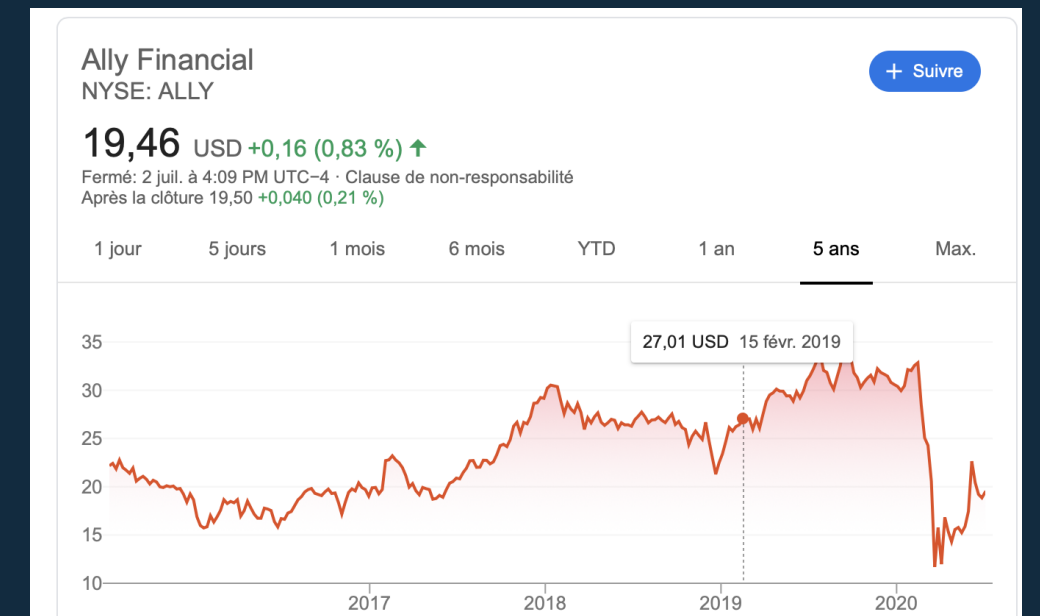 Ally Financial
+ Suivre
NYSE: ALLY
19,46 USD +0,16 (0,83 %) ↑
Fermé: 2 juil. à 4:09 PM UTC−4 · Clause de non-responsabilité
Après la clôture 19,50 +0,040 (0,21 %)
1 jour 5 jours 1 mois 6 mois YTD 1 an 5 ans Max.
27,01 USD 15 févr. 2019
35
30
25
20
15
10
2017 2018 2019 2020